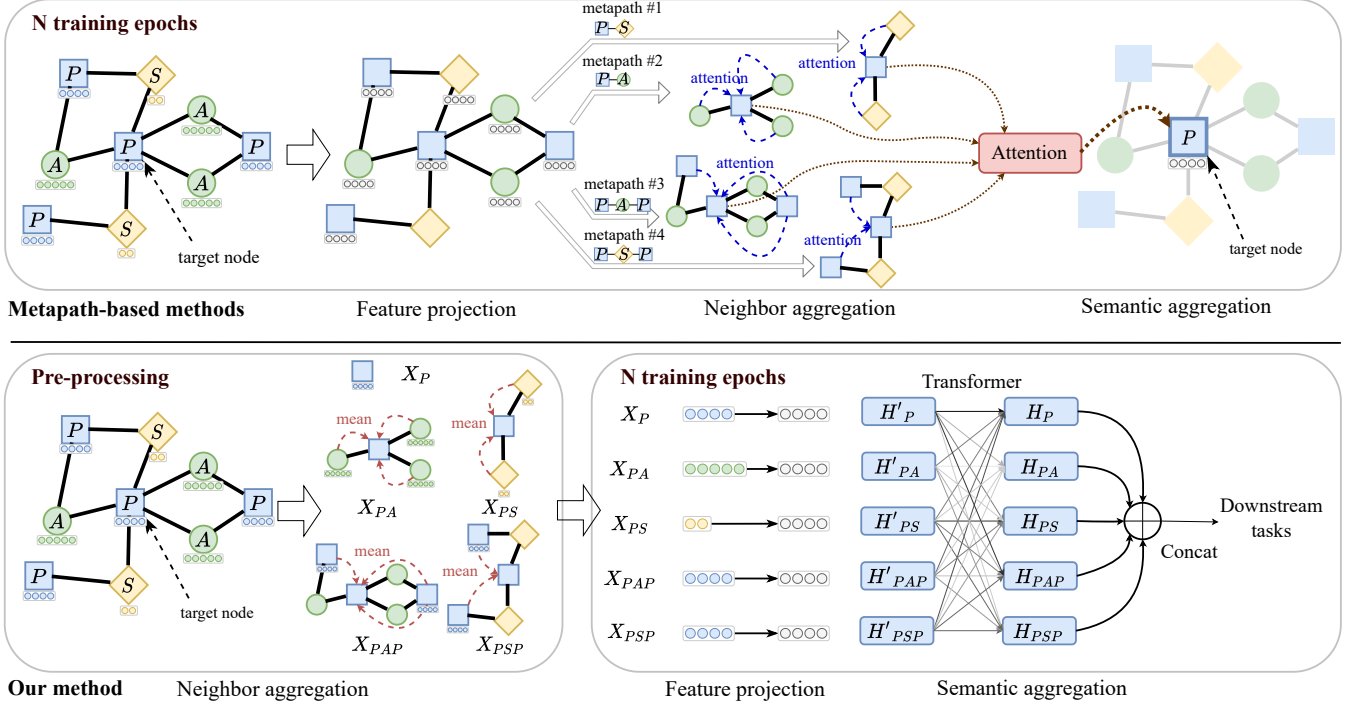 N training epochs
P
S
A
P
A
P
A
P
S
target node
metapath #1
P-S
metapath #2
P-A
metapath #3
P-A-P
metapath #4
P-S-P
attention
attention
attention
attention
Attention
P
target node
Metapath-based methods
Feature projection
Neighbor aggregation
Semantic aggregation
Pre-processing
P
S
A
P
A
P
A
P
S
target node
X_P
mean
X_PA
mean
X_PS
mean
X_PAP
mean
X_PSP
Our method
Neighbor aggregation
N training epochs
Transformer
X_P
H'_P
H_P
X_PA
H'_PA
H_PA
X_PS
H'_PS
H_PS
X_PAP
H'_PAP
H_PAP
X_PSP
H'_PSP
H_PSP
Concat
Downstream
tasks
Feature projection
Semantic aggregation